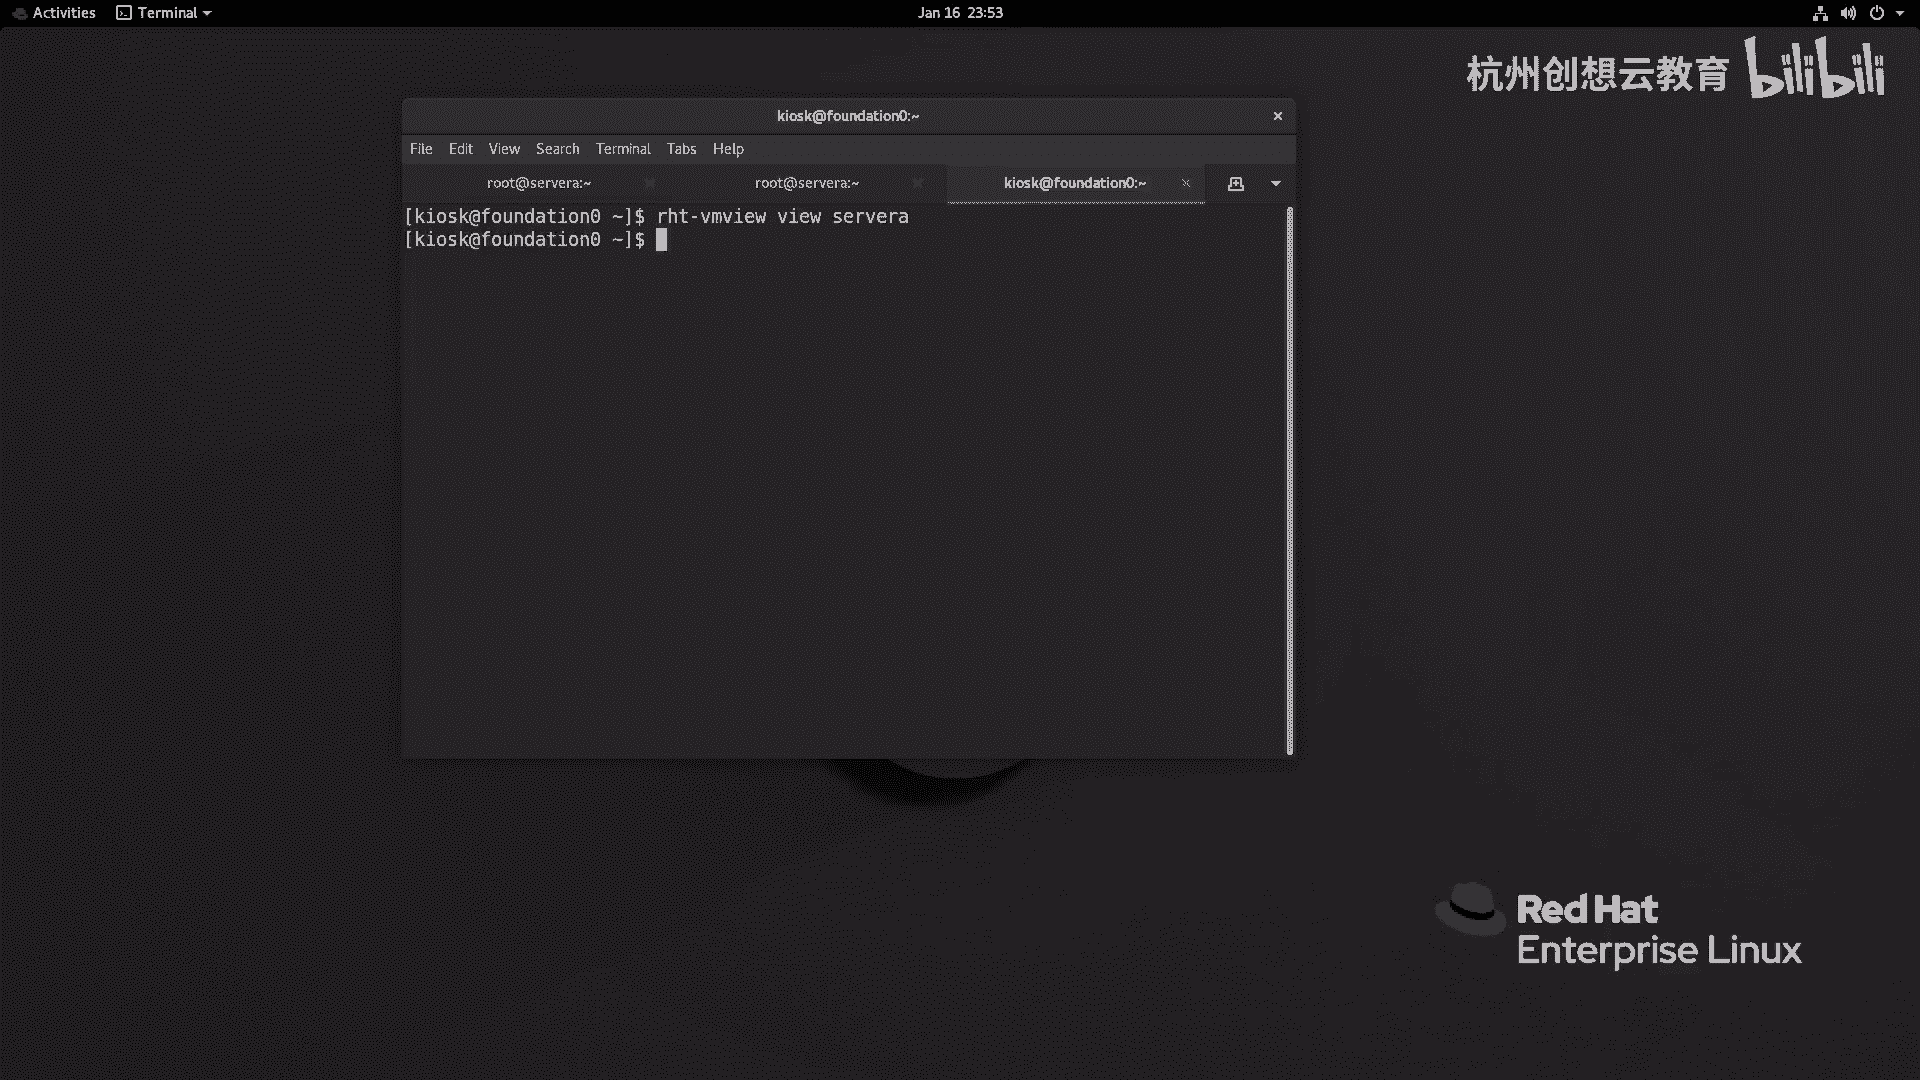 Activities Terminal Jan 16 23:53
杭州创想云教育 bilibili
kiosk@foundation0:~
File Edit View Search Terminal Tabs Help
root@servera:~ root@servera:~ kiosk@foundation0:~
[kiosk@foundation0 ~]$ rht-vmview view servera
[kiosk@foundation0 ~]$
Red Hat
Enterprise Linux